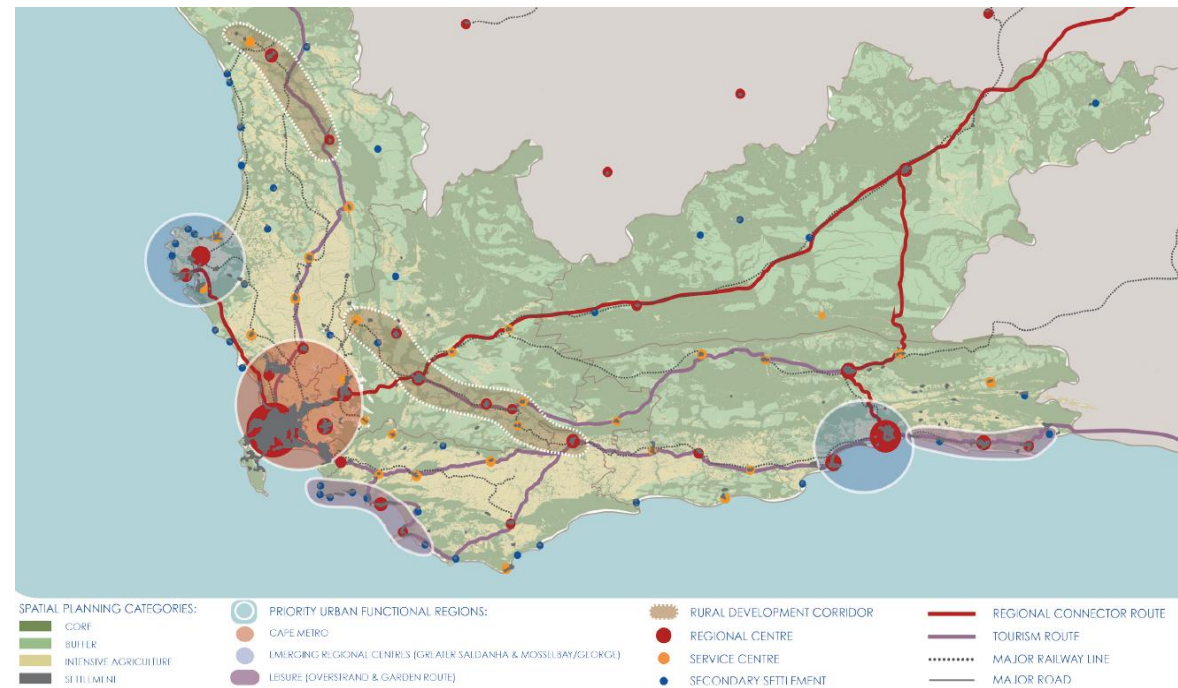 SPATIAL PLANNING CATEGORIES:
CORE
BUFFER
INTENSIVE AGRICULTURE
SETTLEMENT
PRIORITY URBAN FUNCTIONAL REGIONS:
CAPE METRO
EMERGING REGIONAL CENTRES (GREATER SALDANHA & MOSSELBAY/GEORGE)
LEISURE (OVERSTRAND & GARDEN ROUTE)
RURAL DEVELOPMENT CORRIDOR
REGIONAL CENTRE
SERVICE CENTRE
SECONDARY SETTLEMENT
REGIONAL CONNECTOR ROUTE
TOURISM ROUTE
MAJOR RAILWAY LINE
MAJOR ROAD